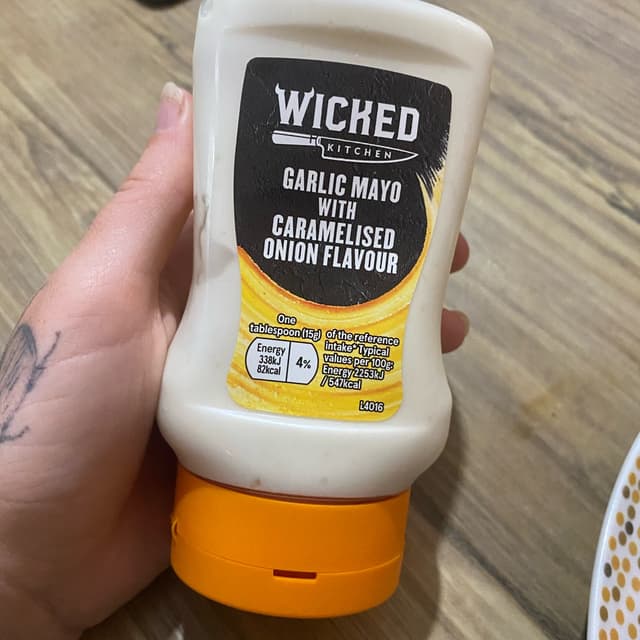 WICKED
KITCHEN
GARLIC MAYO
WITH
CARAMELISED
ONION FLAVOUR
One
tablespoon (15g)
Energy
338kJ
82kcal
4%
of the reference
intake* Typical
values per 100g:
Energy 2253kJ
/ 547kcal
L4016